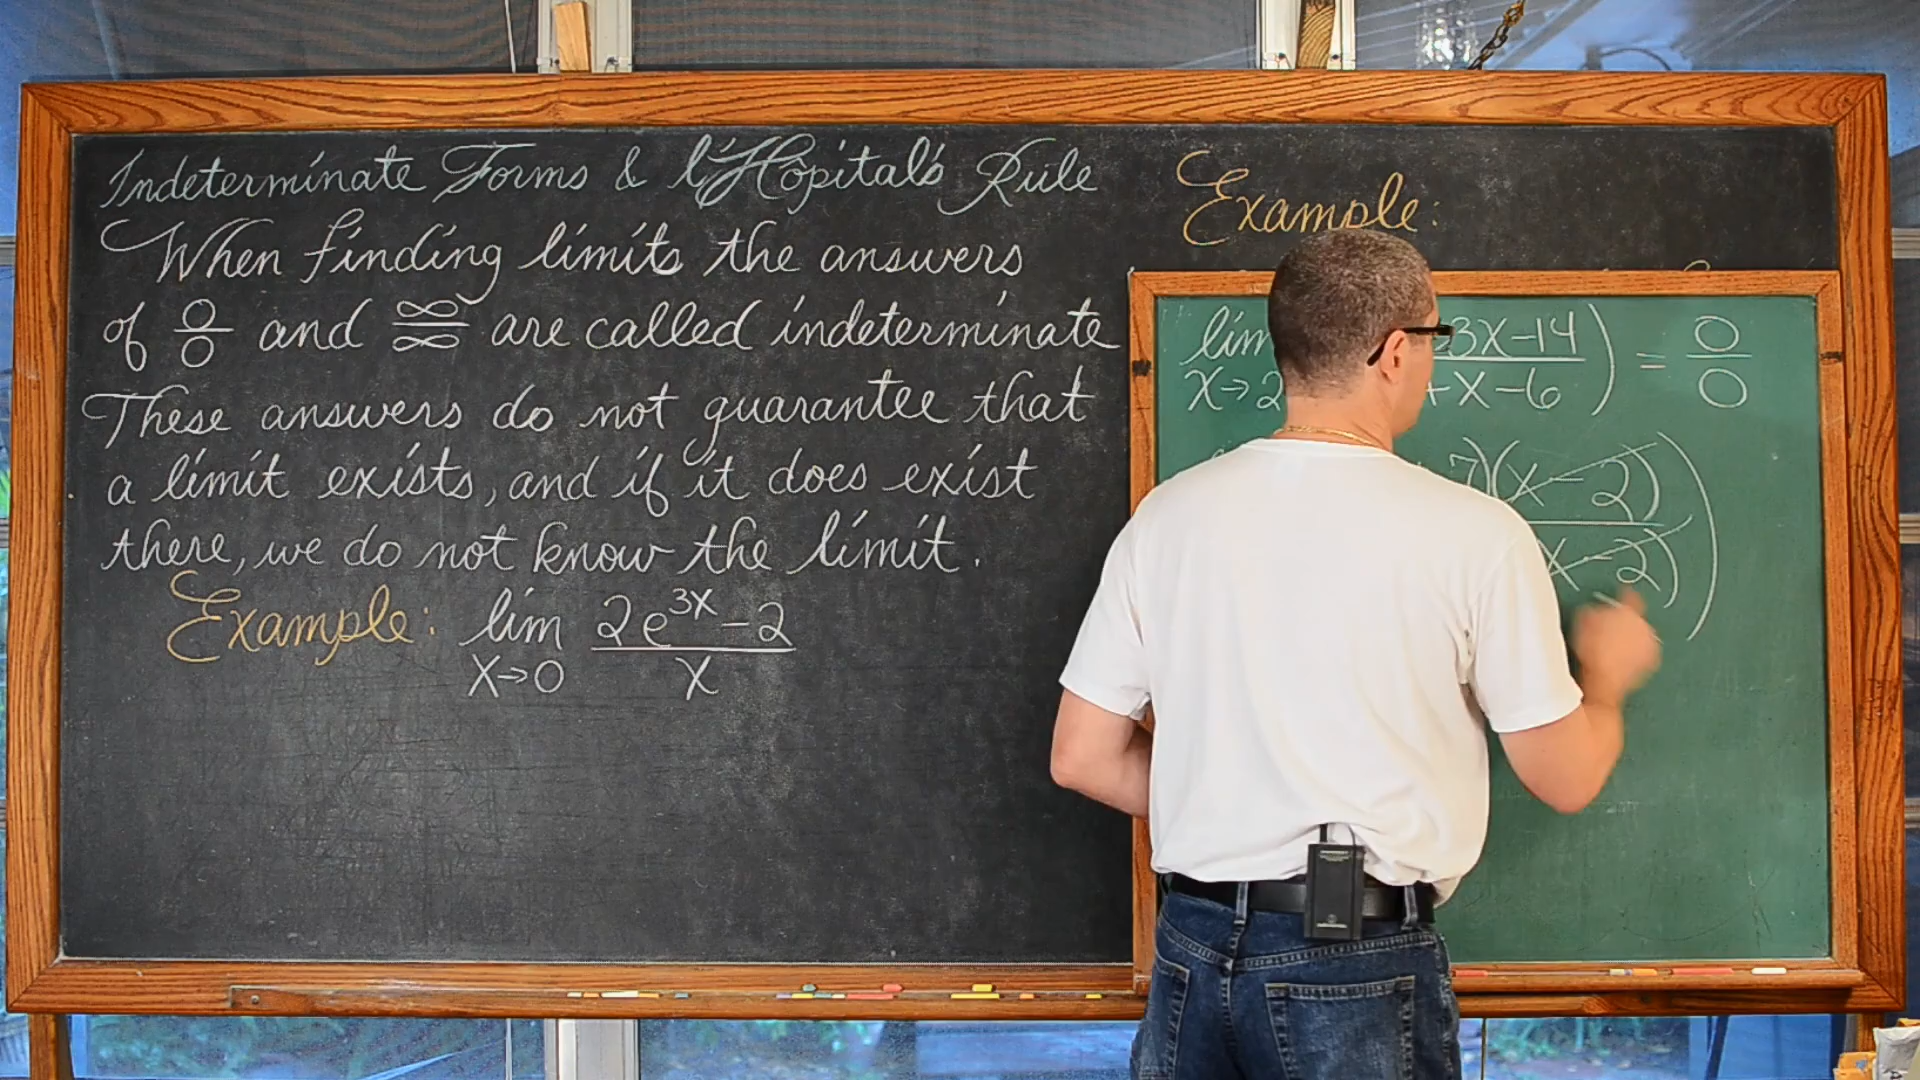 Indeterminate Forms & l'Hôpital's Rule
When finding limits the answers
of 0/0 and ∞/∞ are called indeterminate
These answers do not guarantee that
a limit exists, and if it does exist
there, we do not know the limit.
Example: lim x→0 (2e^{3x} - 2)/x
Example:
3x-14
x→2 +x-6 ) = 0/0
7)(x-2)
x-2) )